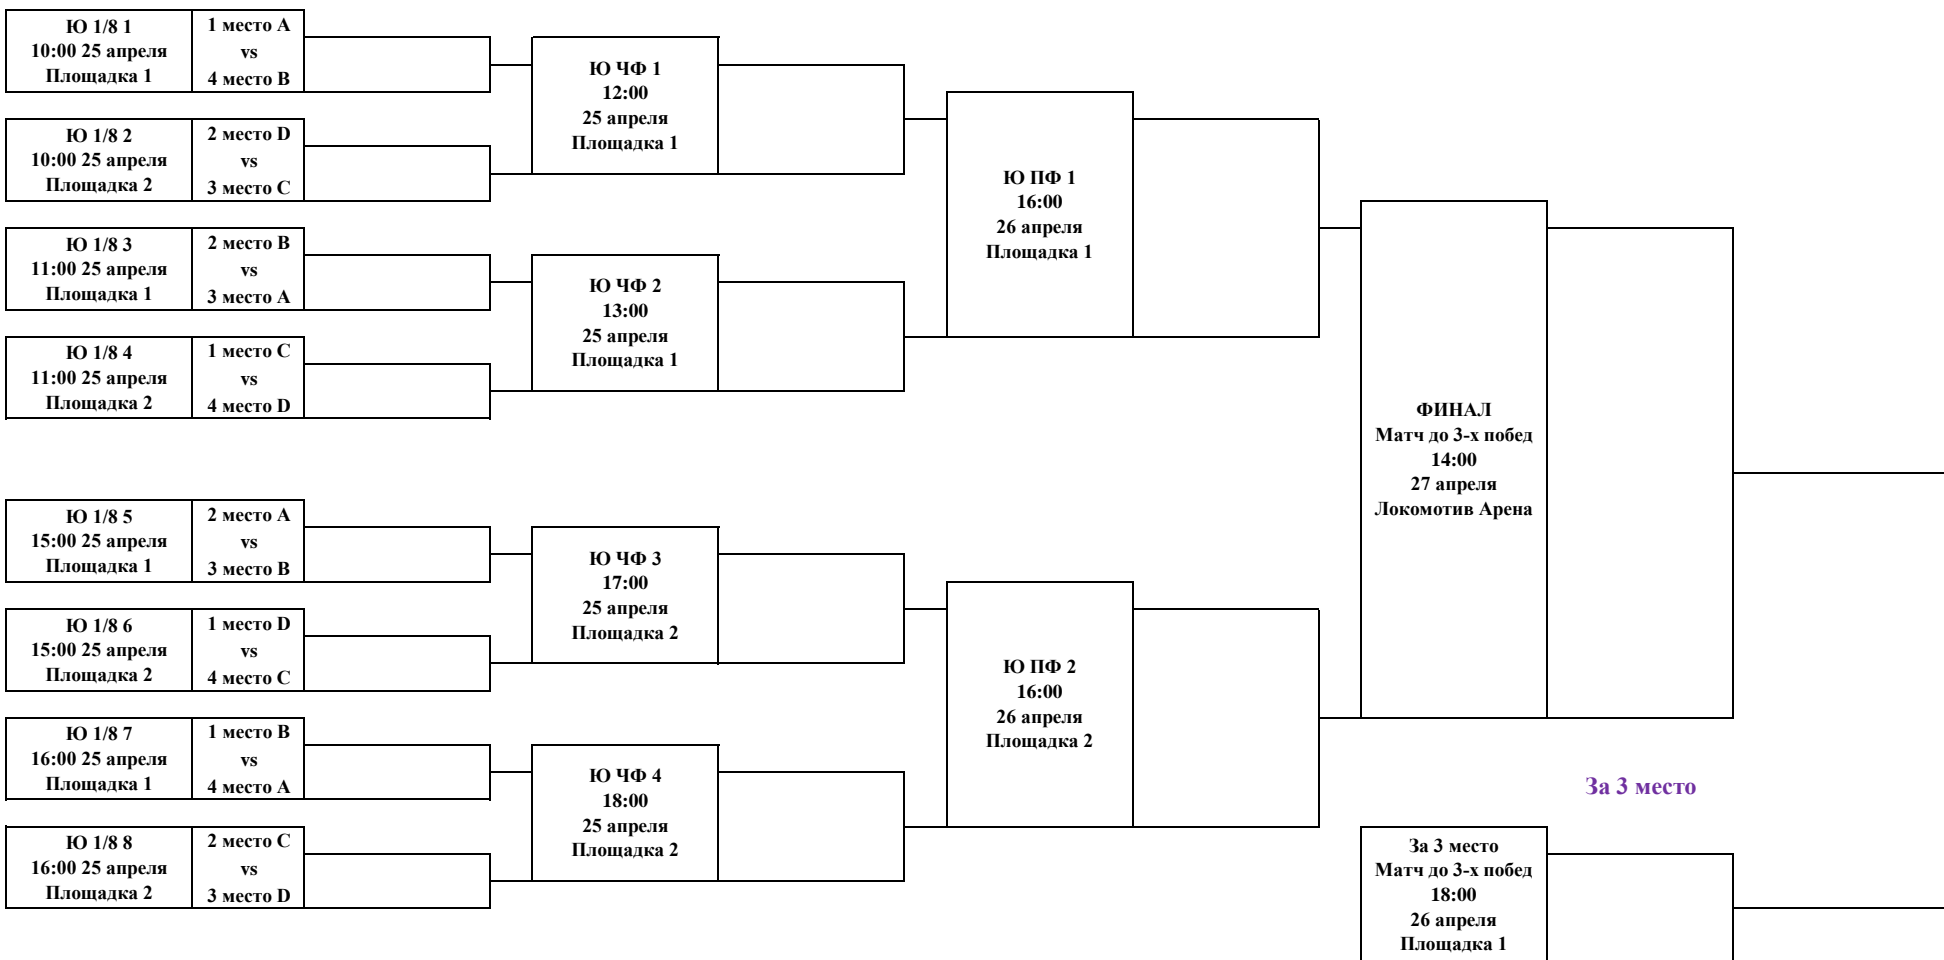 Ю 1/8 1
10:00 25 апреля
Площадка 1
1 место A
vs
4 место B
Ю 1/8 2
10:00 25 апреля
Площадка 2
2 место D
vs
3 место C
Ю 1/8 3
11:00 25 апреля
Площадка 1
2 место B
vs
3 место A
Ю 1/8 4
11:00 25 апреля
Площадка 2
1 место C
vs
4 место D
Ю 1/8 5
15:00 25 апреля
Площадка 1
2 место A
vs
3 место B
Ю 1/8 6
15:00 25 апреля
Площадка 2
1 место D
vs
4 место C
Ю 1/8 7
16:00 25 апреля
Площадка 1
1 место B
vs
4 место A
Ю 1/8 8
16:00 25 апреля
Площадка 2
2 место C
vs
3 место D
Ю ЧФ 1
12:00
25 апреля
Площадка 1
Ю ЧФ 2
13:00
25 апреля
Площадка 1
Ю ЧФ 3
17:00
25 апреля
Площадка 2
Ю ЧФ 4
18:00
25 апреля
Площадка 2
Ю ПФ 1
16:00
26 апреля
Площадка 1
Ю ПФ 2
16:00
26 апреля
Площадка 2
ФИНАЛ
Матч до 3-х побед
14:00
27 апреля
Локомотив Арена
За 3 место
За 3 место
Матч до 3-х побед
18:00
26 апреля
Площадка 1